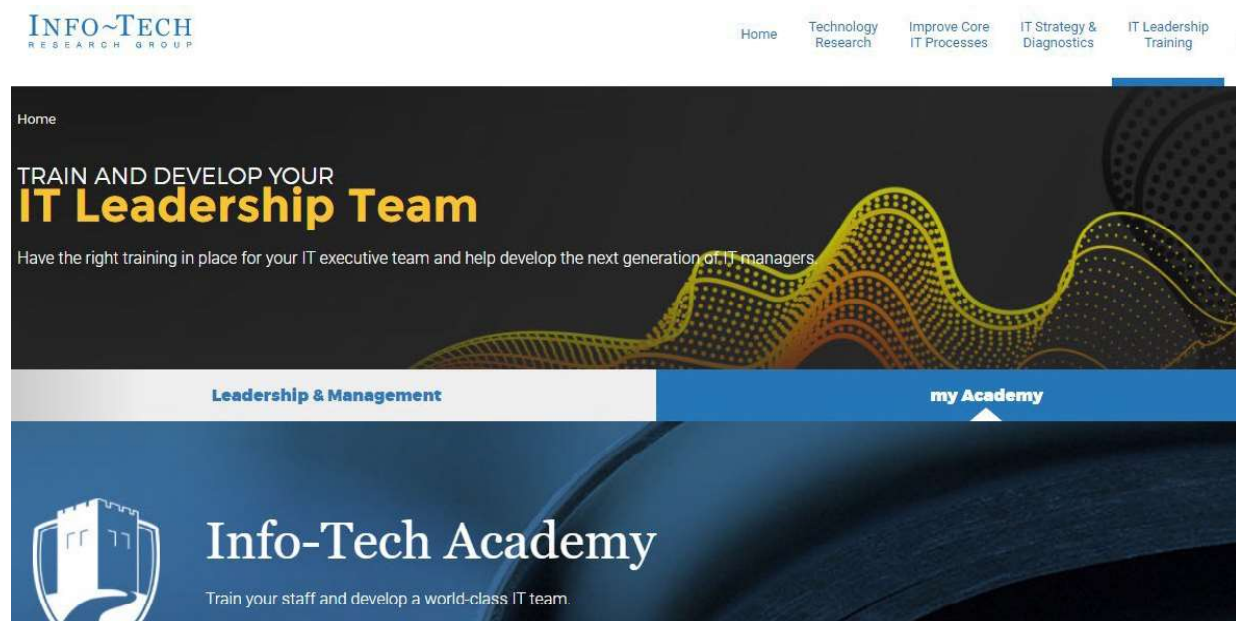 INFO~TECH
RESEARCH GROUP
Home
Technology
Research
Improve Core
IT Processes
IT Strategy &
Diagnostics
IT Leadership
Training
Home
TRAIN AND DEVELOP YOUR
IT Leadership Team
Have the right training in place for your IT executive team and help develop the next generation of IT managers.
Leadership & Management
my Academy
Info-Tech Academy
Train your staff and develop a world-class IT team.